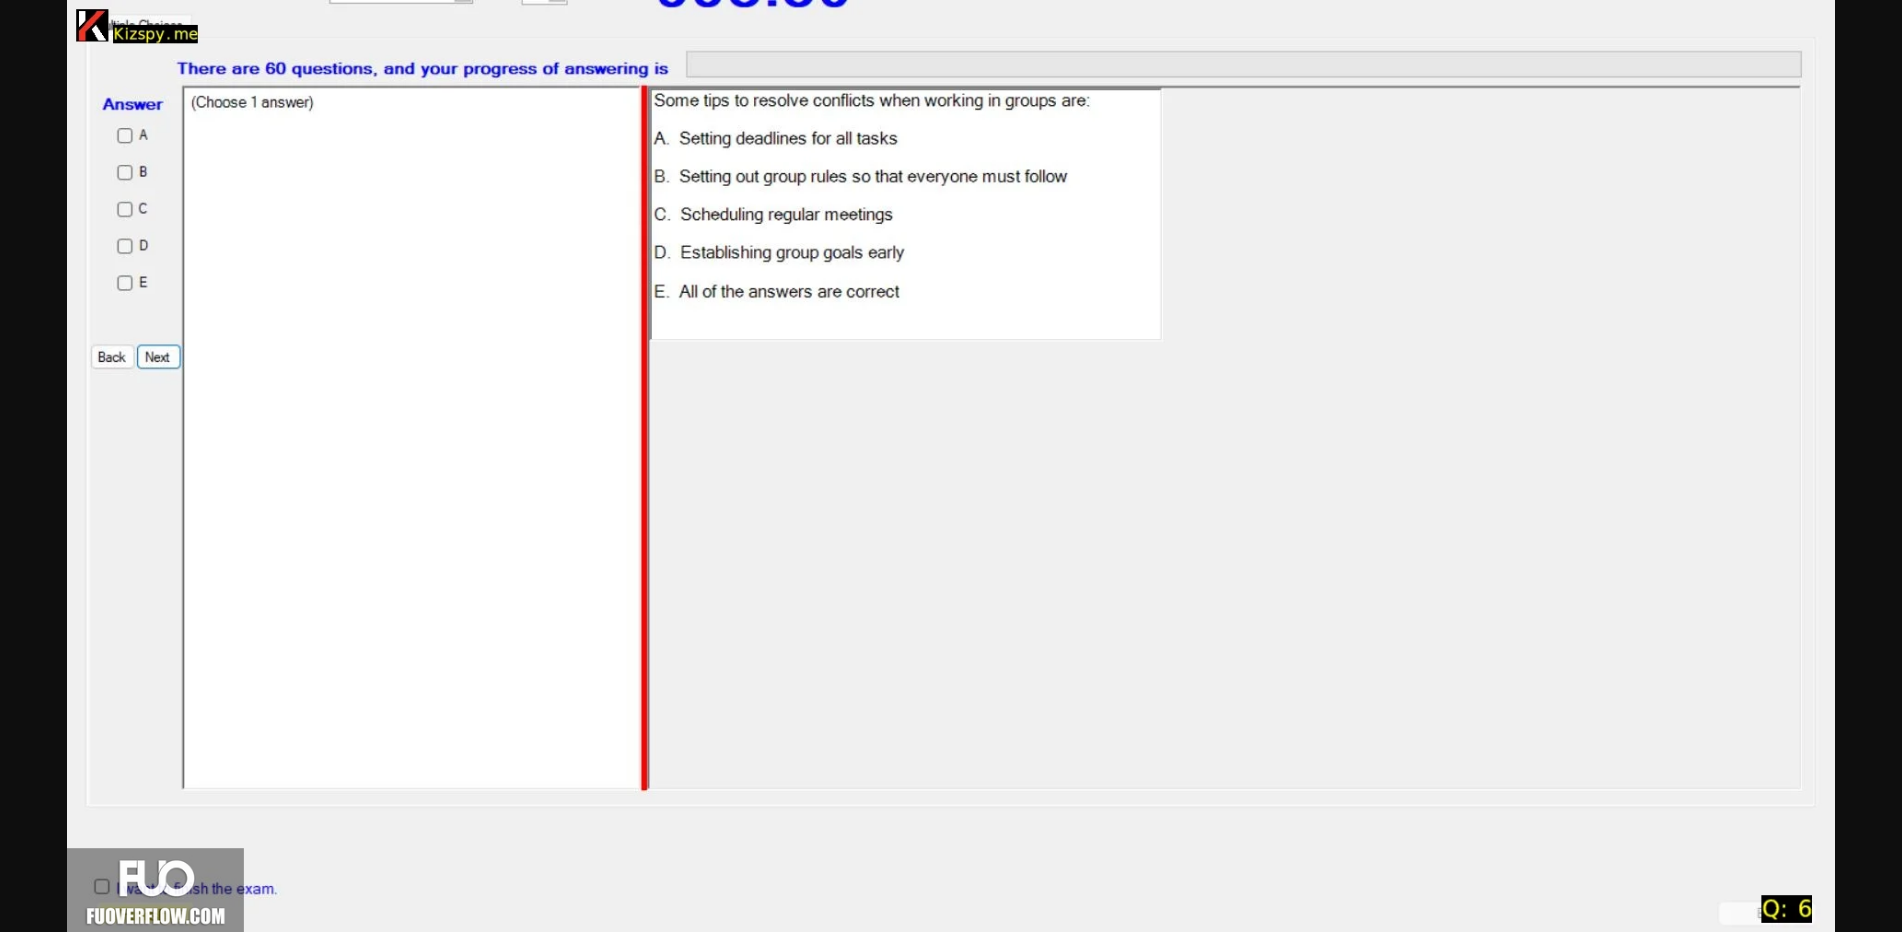 Kizspy.me
There are 60 questions, and your progress of answering is
Answer
(Choose 1 answer)
A
B
C
D
E
Back Next
Some tips to resolve conflicts when working in groups are:
A. Setting deadlines for all tasks
B. Setting out group rules so that everyone must follow
C. Scheduling regular meetings
D. Establishing group goals early
E. All of the answers are correct
FUO
the exam.
FUOVERFLOW.COM
Q: 6